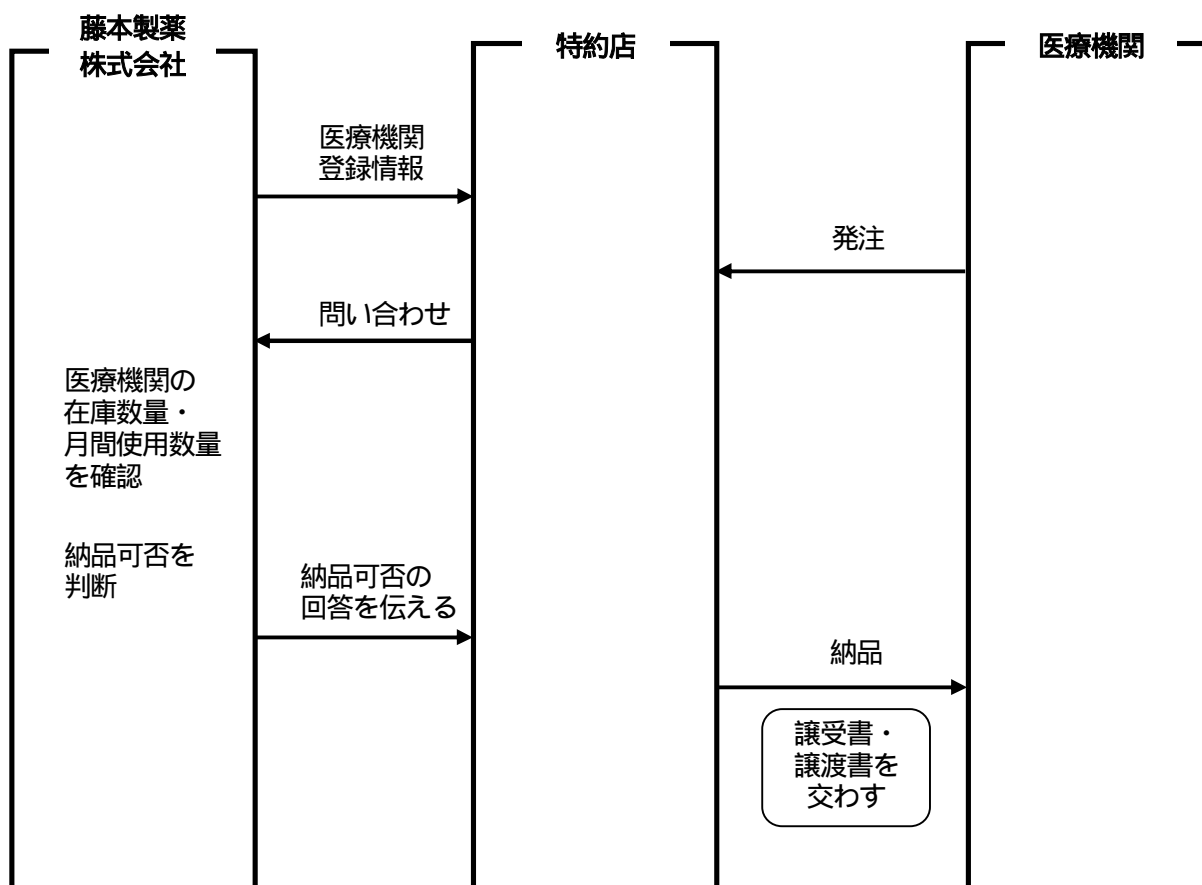 藤本製薬
株式会社
特約店
医療機関
医療機関
登録情報
発注
問い合わせ
医療機関の
在庫数量・
月間使用数量
を確認
納品可否を
判断
納品可否の
回答を伝える
納品
譲受書・
譲渡書を
交わす